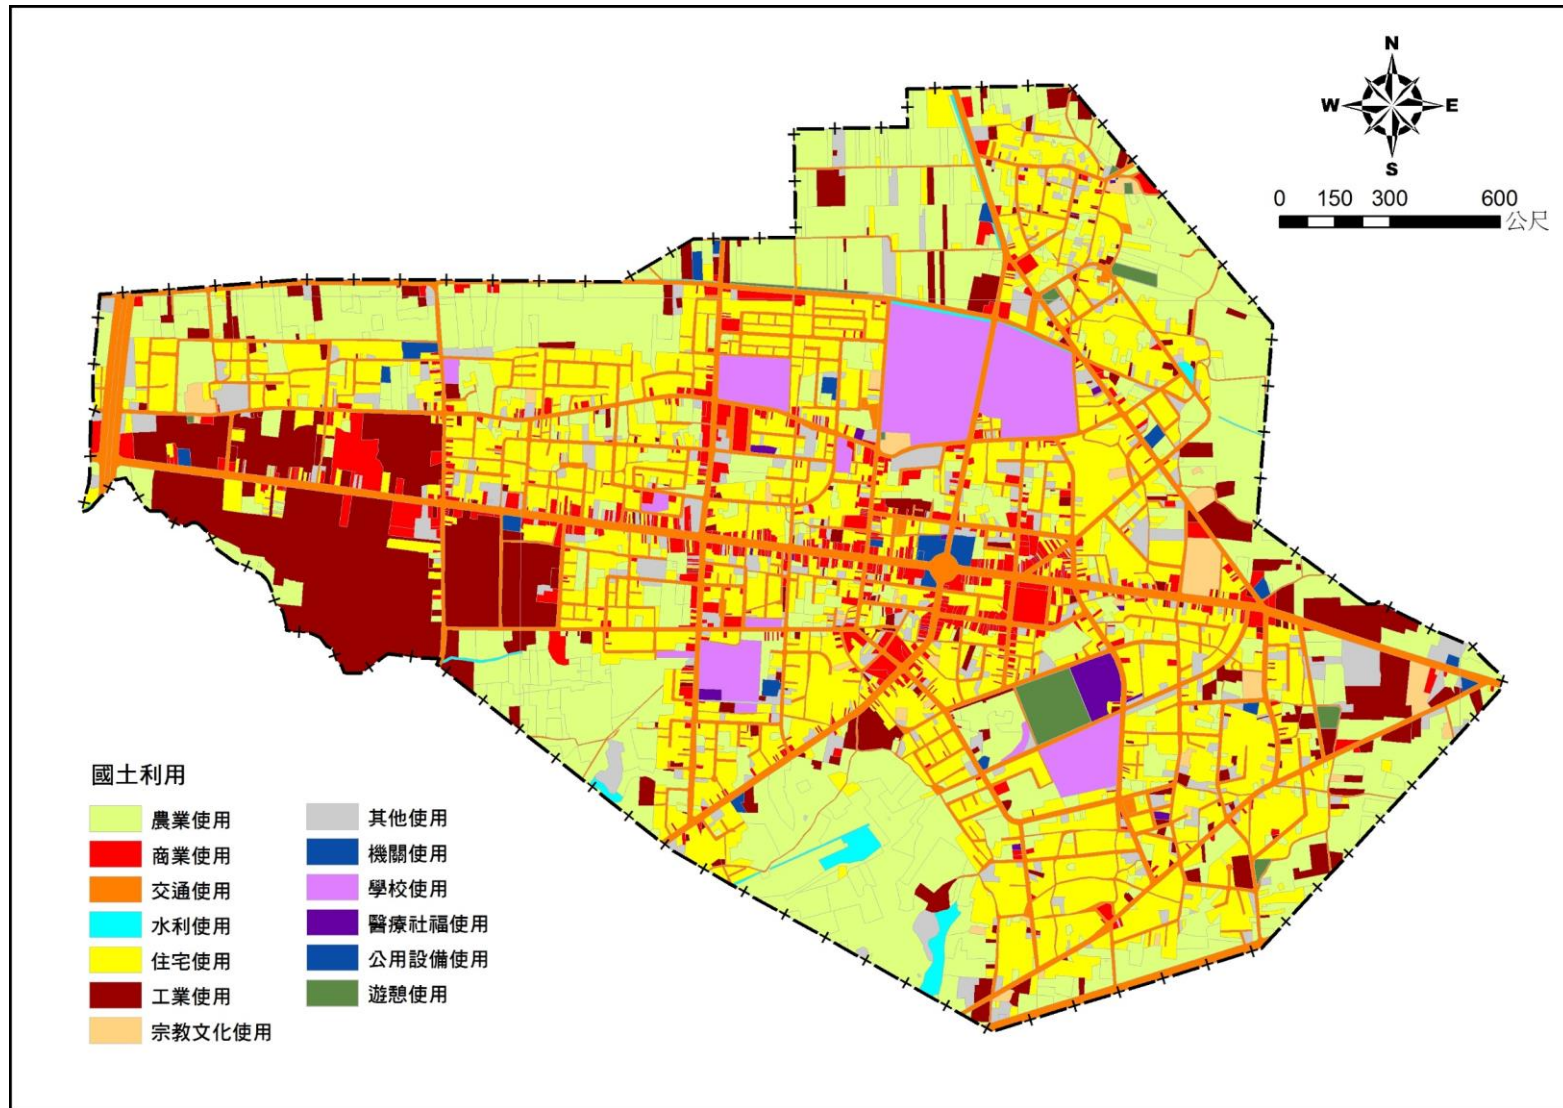 N
W E
S
0 150 300 600
公尺
國土利用
農業使用
商業使用
交通使用
水利使用
住宅使用
工業使用
宗教文化使用
其他使用
機關使用
學校使用
醫療社福使用
公用設備使用
遊憩使用